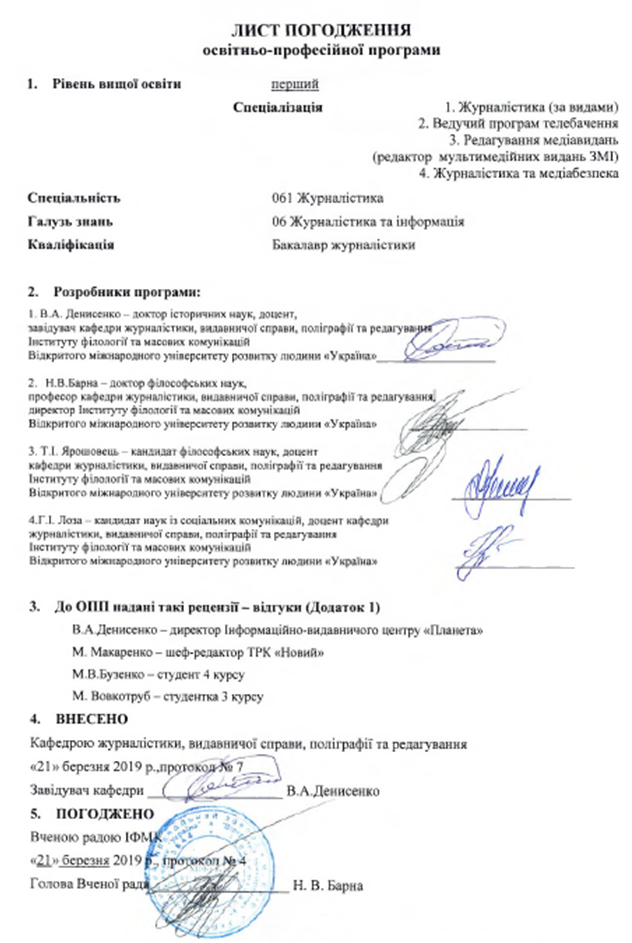 ЛИСТ ПОГОДЖЕННЯ
освітньо-професійної програми
1. Рівень вищої освіти перший
Спеціалізація 1. Журналістика (за видами)
2. Ведучий програм телебачення
3. Редагування медіавидань
(редактор мультимедійних видань ЗМІ)
4. Журналістика та медіабезпека
Спеціальність 061 Журналістика
Галузь знань 06 Журналістика та інформація
Кваліфікація Бакалавр журналістики
2. Розробники програми:
1. В.А. Денисенко – доктор історичних наук, доцент,
завідувач кафедри журналістики, видавничої справи, поліграфії та редагування
Інституту філології та масових комунікацій
Відкритого міжнародного університету розвитку людини «Україна»
2. Н.В.Барна – доктор філософських наук,
професор кафедри журналістики, видавничої справи, поліграфії та редагування,
директор Інституту філології та масових комунікацій
Відкритого міжнародного університету розвитку людини «Україна»
3. Т.І. Ярошовець – кандидат філософських наук, доцент
кафедри журналістики, видавничої справи, поліграфії та редагування
Інституту філології та масових комунікацій
Відкритого міжнародного університету розвитку людини «Україна»
4.Г.І. Лоза – кандидат наук із соціальних комунікацій, доцент кафедри
журналістики, видавничої справи, поліграфії та редагування
Інституту філології та масових комунікацій
Відкритого міжнародного університету розвитку людини «Україна»
3. До ОПП надані такі рецензії – відгуки (Додаток 1)
В.А.Денисенко – директор Інформаційно-видавничого центру «Планета»
М. Макаренко – шеф-редактор ТРК «Новий»
М.В.Бузенко – студент 4 курсу
М. Вовкотруб – студентка 3 курсу
4. ВНЕСЕНО
Кафедрою журналістики, видавничої справи, поліграфії та редагування
«21» березня 2019 р.,протокол № 7
Завідувач кафедри В.А.Денисенко
5. ПОГОДЖЕНО
Вченою радою ІФМК
«21» березня 2019 р., протокол № 4
Голова Вченої ради Н. В. Барна